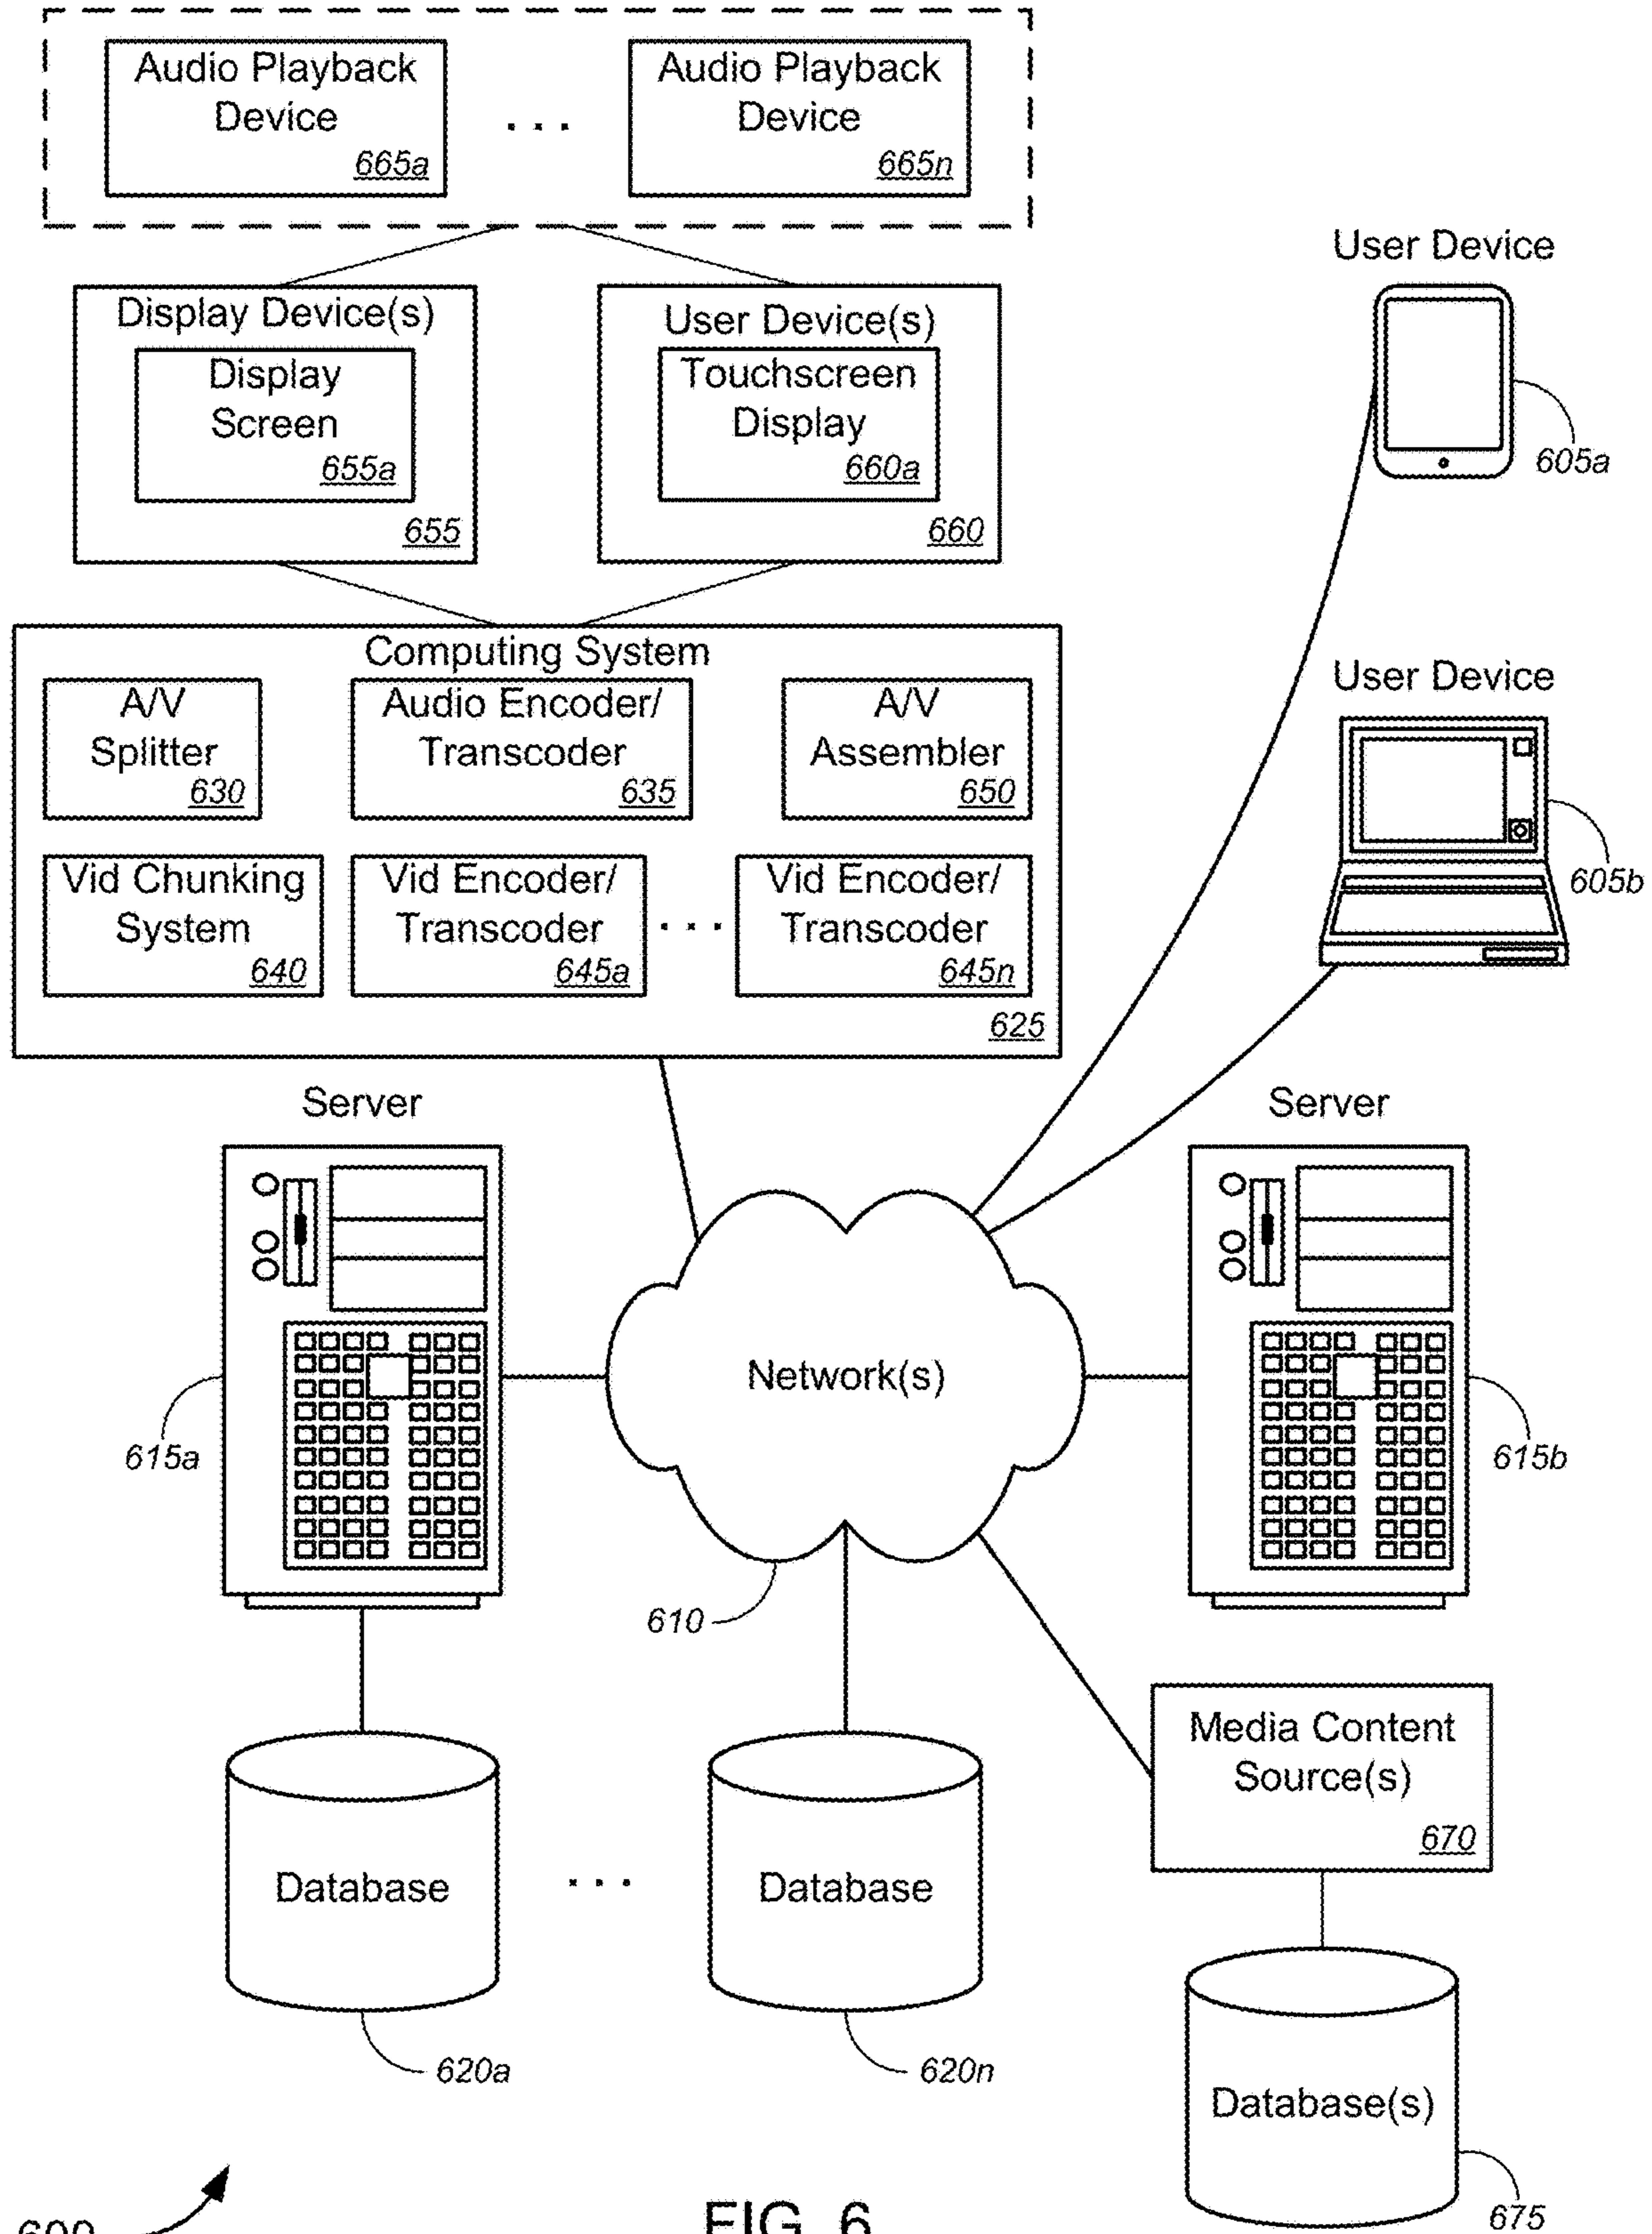 Audio Playback
Device
665a
. . .
Audio Playback
Device
665n
User Device
605a
Display Device(s)
Display
Screen
655a
655
User Device(s)
Touchscreen
Display
660a
660
Computing System
A/V
Splitter
630
Audio Encoder/
Transcoder
635
A/V
Assembler
650
Vid Chunking
System
640
Vid Encoder/
Transcoder
645a
. . .
Vid Encoder/
Transcoder
645n
625
User Device
605b
Server
615a
Network(s)
610
Server
615b
Database
620a
. . .
Database
620n
Media Content
Source(s)
670
Database(s)
675
600
FIG. 6